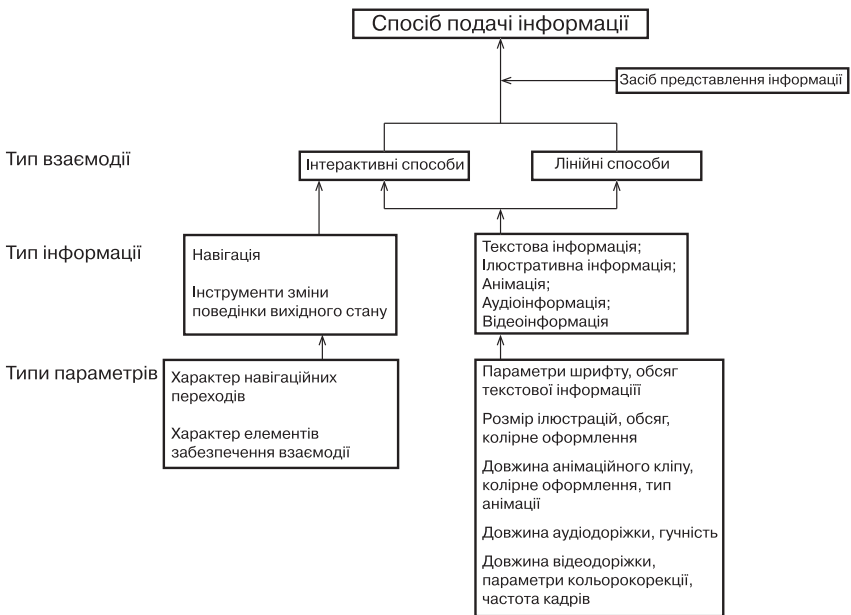 Спосіб подачі інформації
Засіб представлення інформації
Тип взаємодії
Інтерактивні способи
Лінійні способи
Тип інформації
Навігація
Інструменти зміни
поведінки вихідного стану
Текстова інформація;
Ілюстративна інформація;
Анімація;
Аудіоінформація;
Відеоінформація
Типи параметрів
Характер навігаційних
переходів
Характер елементів
забезпечення взаємодії
Параметри шрифту, обсяг
текстової інформаціїї
Розмір ілюстрацій, обсяг,
колірне оформлення
Довжина анімаційного кліпу,
колірне оформлення, тип
анімації
Довжина аудіодоріжки, гучність
Довжина відеодоріжки,
параметри кольорокорекції,
частота кадрів